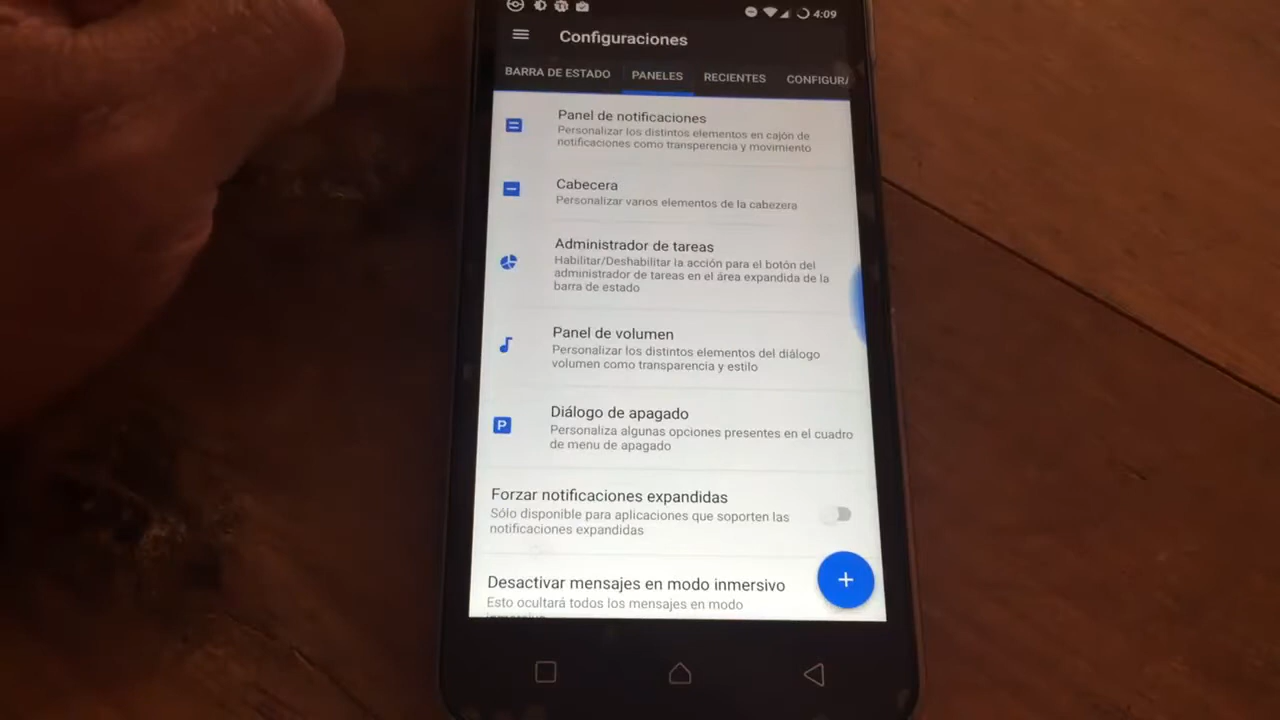 4:09
Configuraciones
BARRA DE ESTADO PANELES RECIENTES CONFIGURA
Panel de notificaciones
Personalizar los distintos elementos en cajón de
notificaciones como transperencia y movimiento
Cabecera
Personalizar varios elementos de la cabezera
Administrador de tareas
Habilitar/Deshabilitar la acción para el botón del
administrador de tareas en el área expandida de la
barra de estado
Panel de volumen
Personalizar los distintos elementos del diálogo
volumen como transparencia y estilo
P
Diálogo de apagado
Personaliza algunas opciones presentes en el cuadro
de menu de apagado
Forzar notificaciones expandidas
Sólo disponible para aplicaciones que soporten las
notificaciones expandidas
Desactivar mensajes en modo inmersivo
Esto ocultará todos los mensajes en modo